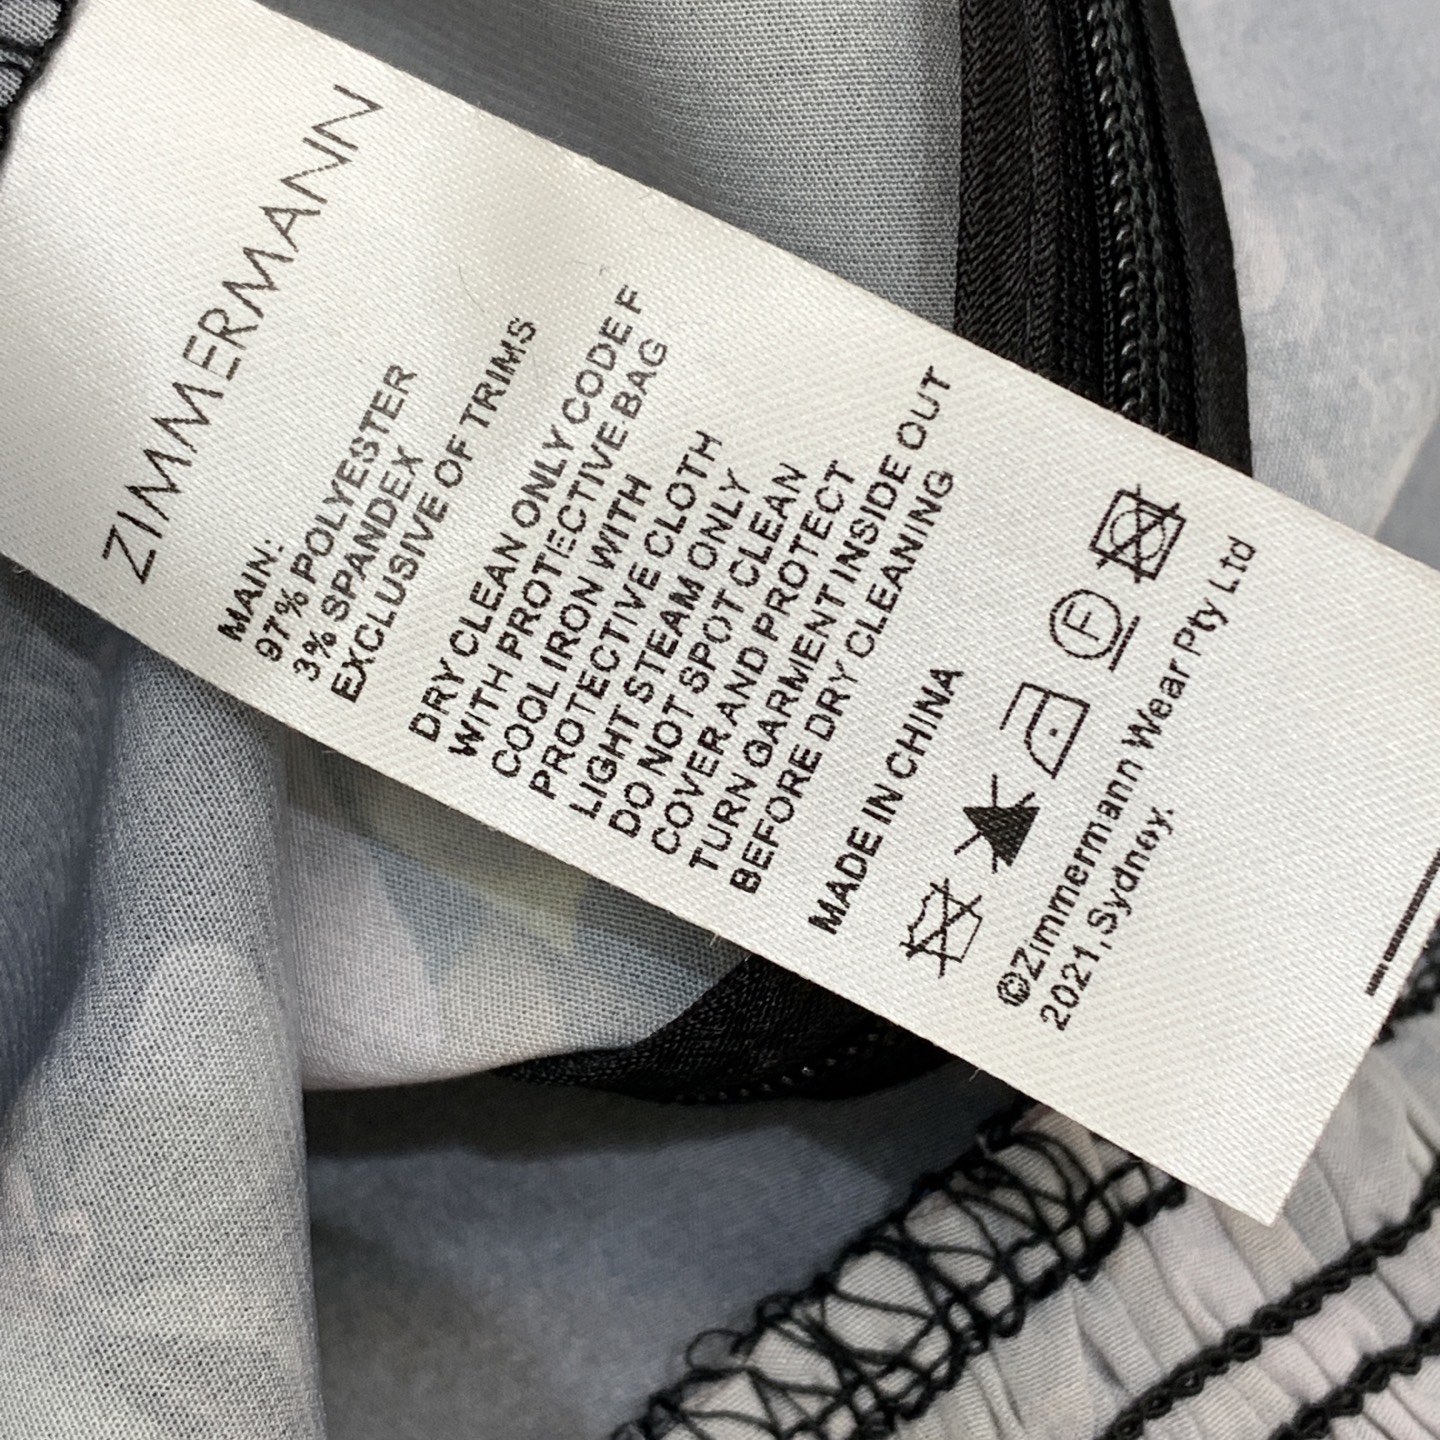 ZIMMERMANN
MAIN:
97% POLYESTER
3% SPANDEX
EXCLUSIVE OF TRIMS
DRY CLEAN ONLY CODE F
WITH PROTECTIVE BAG
COOL IRON WITH
PROTECTIVE CLOTH
LIGHT STEAM ONLY
DO NOT SPOT CLEAN
COVER AND PROTECT
TURN GARMENT INSIDE OUT
BEFORE DRY CLEANING
MADE IN CHINA
F
©Zimmermann Wear Pty Ltd
2021,Sydney.